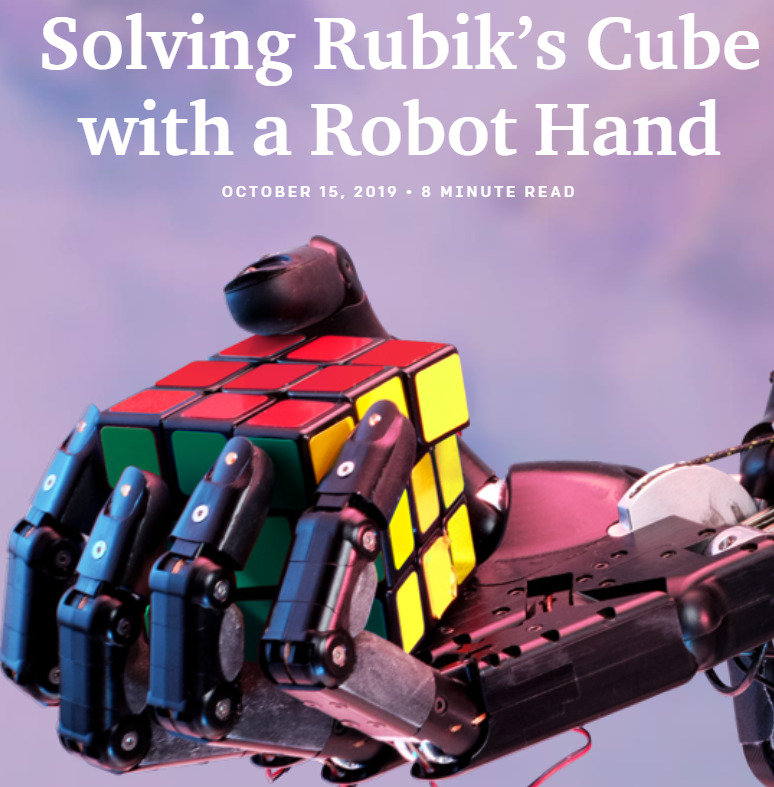 Solving Rubik’s Cube
with a Robot Hand
OCTOBER 15, 2019 • 8 MINUTE READ